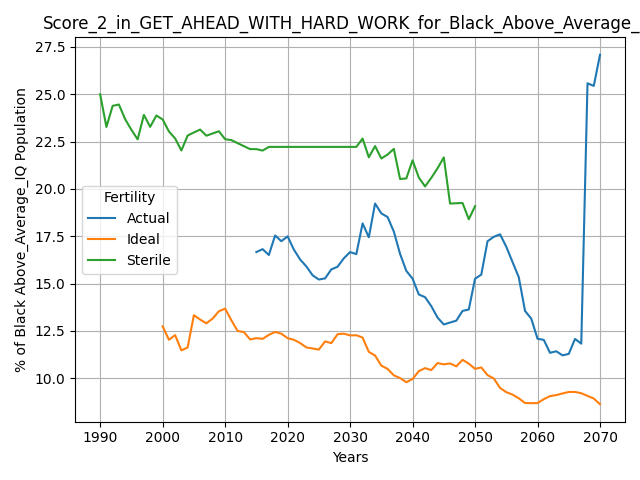 Score_2_in_GET_AHEAD_WITH_HARD_WORK_for_Black_Above_Average_
% of Black Above_Average_IQ Population
27.5
25.0
22.5
20.0
17.5
15.0
12.5
10.0
Fertility
Actual
Ideal
Sterile
1990 2000 2010 2020 2030 2040 2050 2060 2070
Years